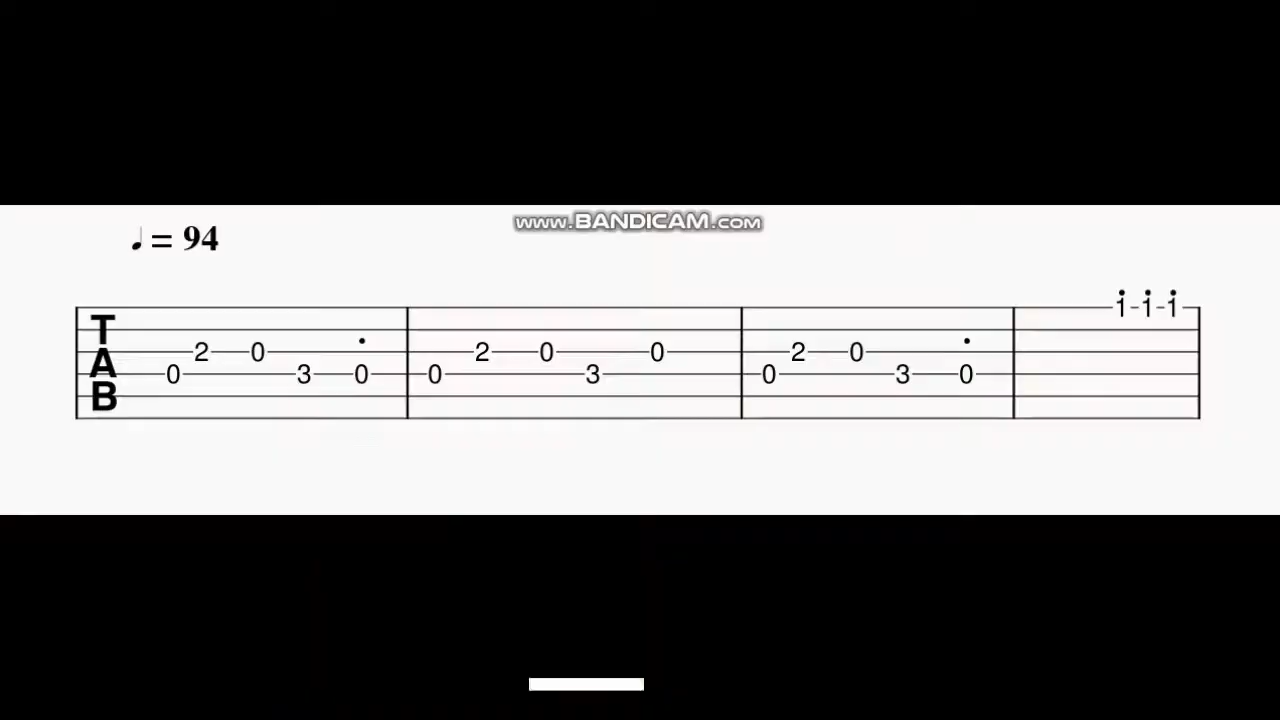 www.BANDICAM.com
♩ = 94
1 1 1
T
2 0 2 0 0 2 0
A
0 3 0 0 3 0 3 0
B